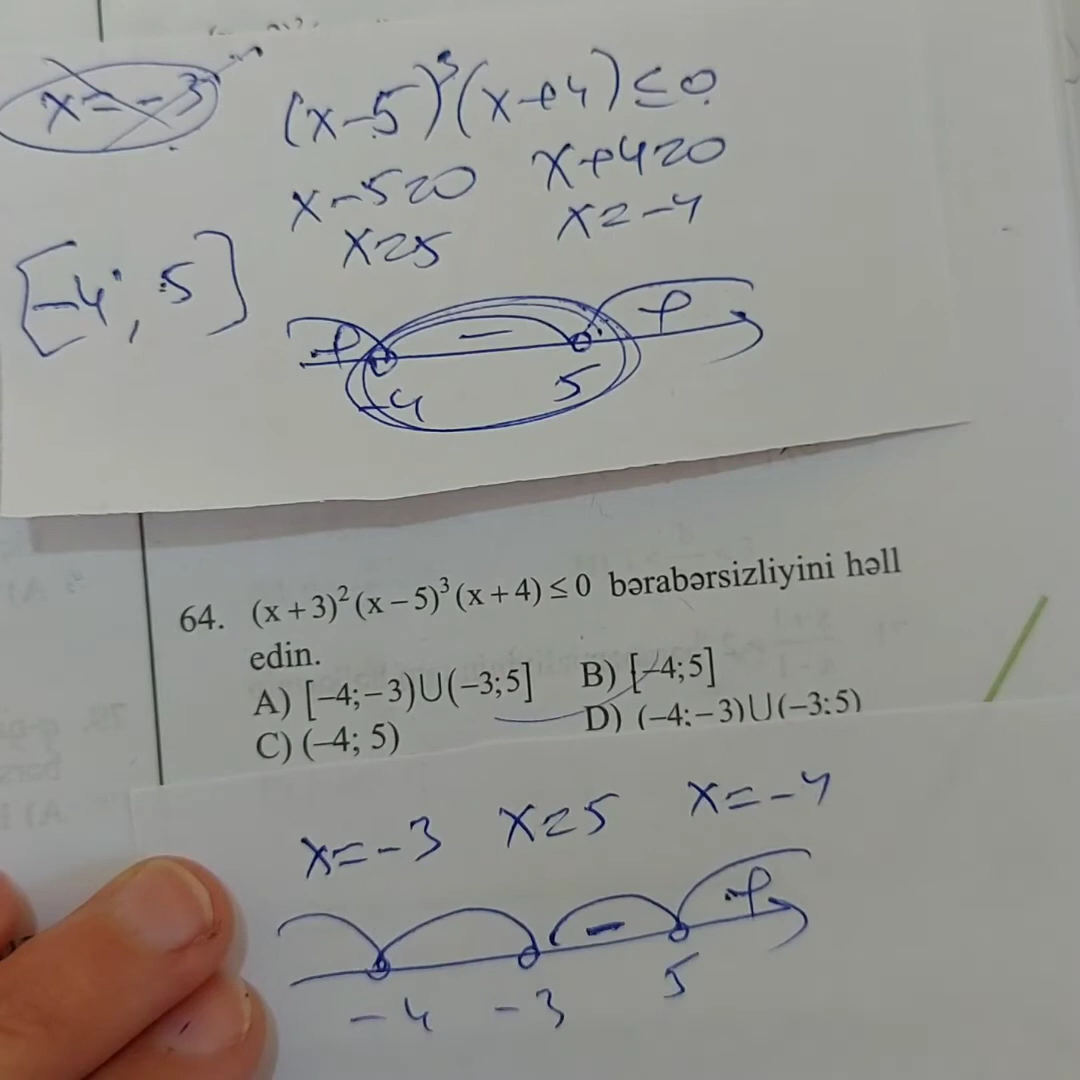 x=-3
(x-5)³(x+4)≤0
x-5=0 x+4=0
x=5 x=-4
[-4; 5]
+ - +
-4 5
64. (x+3)²(x−5)³(x+4)≤0 bərabərsizliyini həll
edin.
A) [−4;−3)U(−3;5] B) [−4;5]
C) (−4; 5) D) (−4;−3)U(−3;5)
x=-3 x=5 x=-4
- +
-4 -3 5